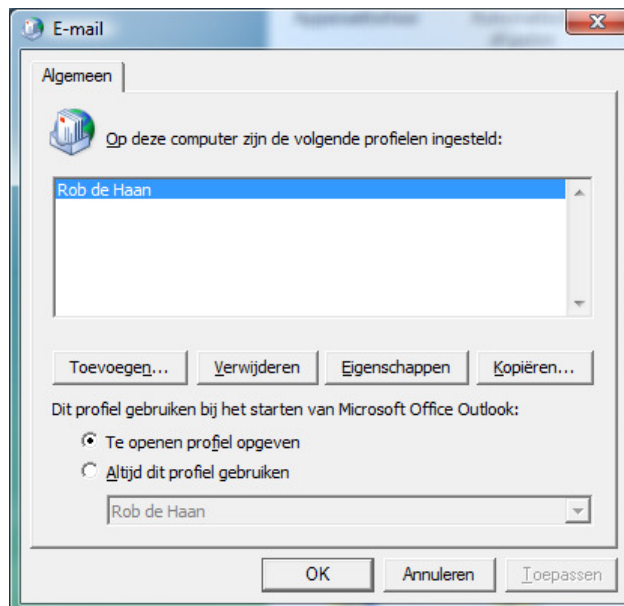 E-mail
Algemeen
Op deze computer zijn de volgende profielen ingesteld:
Rob de Haan
Toevoegen... Verwijderen Eigenschappen Kopiëren...
Dit profiel gebruiken bij het starten van Microsoft Office Outlook:
Te openen profiel opgeven
Altijd dit profiel gebruiken
Rob de Haan
OK Annuleren Toepassen